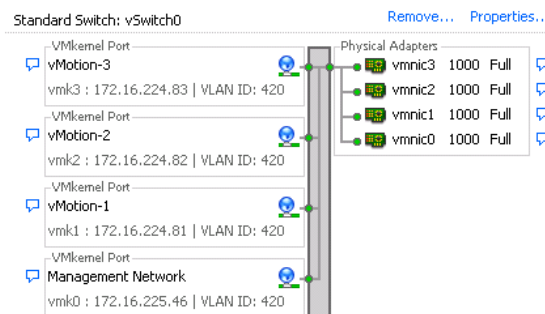 Standard Switch: vSwitch0 Remove... Properties...
VMkernel Port Physical Adapters
vMotion-3 vmnic3 1000 Full
vmk3 : 172.16.224.83 | VLAN ID: 420 vmnic2 1000 Full
VMkernel Port vmnic1 1000 Full
vMotion-2 vmnic0 1000 Full
vmk2 : 172.16.224.82 | VLAN ID: 420
VMkernel Port
vMotion-1
vmk1 : 172.16.224.81 | VLAN ID: 420
VMkernel Port
Management Network
vmk0 : 172.16.225.46 | VLAN ID: 420